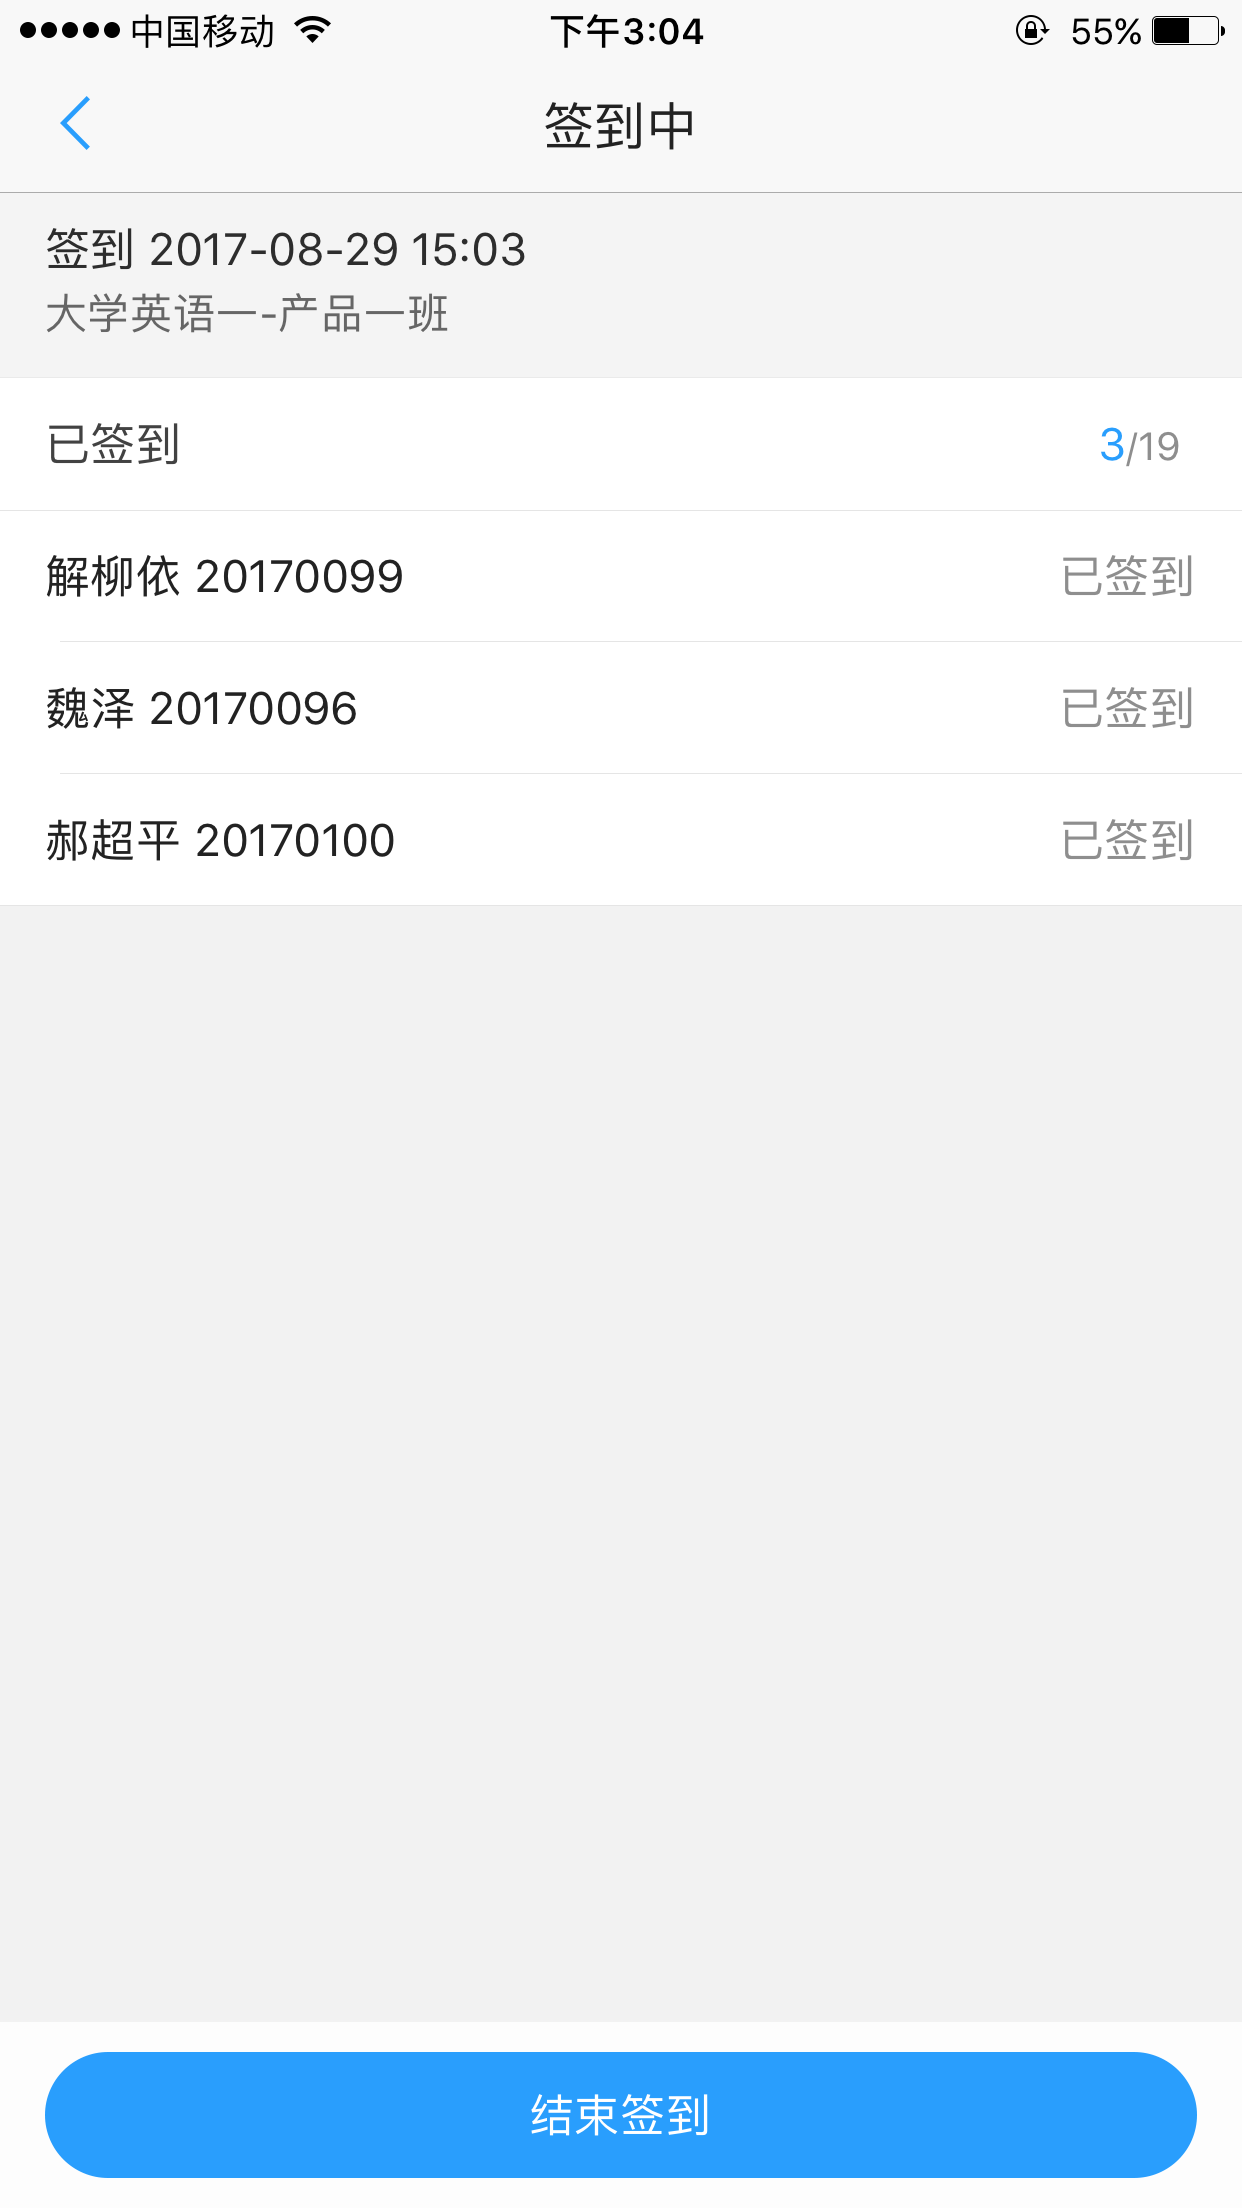 中国移动 下午3:04 55%
签到中
签到 2017-08-29 15:03
大学英语一-产品一班
已签到 3/19
解柳依 20170099 已签到
魏泽 20170096 已签到
郝超平 20170100 已签到
结束签到